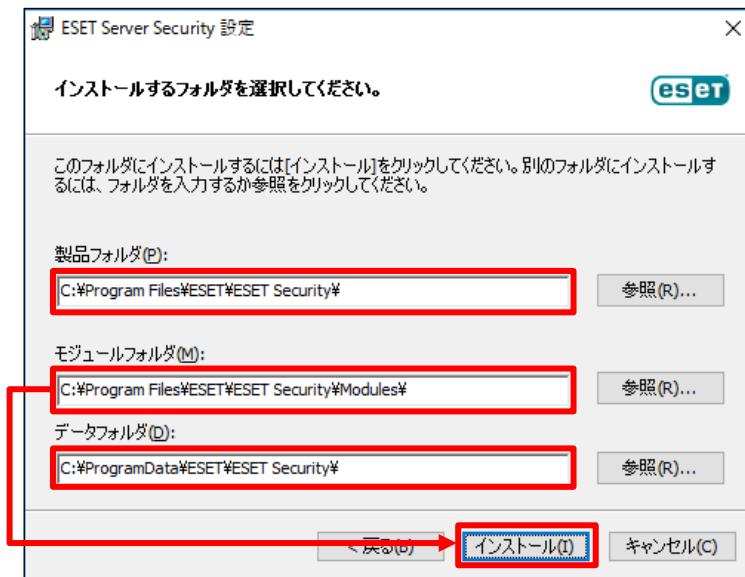 ESET Server Security 設定
インストールするフォルダを選択してください。
eset
このフォルダにインストールするには[インストール]をクリックしてください。別のフォルダにインストールす
るには、フォルダを入力するか参照をクリックしてください。
製品フォルダ(P):
C:¥Program Files¥ESET¥ESET Security¥
参照(R)...
モジュールフォルダ(M):
C:¥Program Files¥ESET¥ESET Security¥Modules¥
参照(R)...
データフォルダ(D):
C:¥ProgramData¥ESET¥ESET Security¥
参照(R)...
< 戻る(B)
インストール(I)
キャンセル(C)